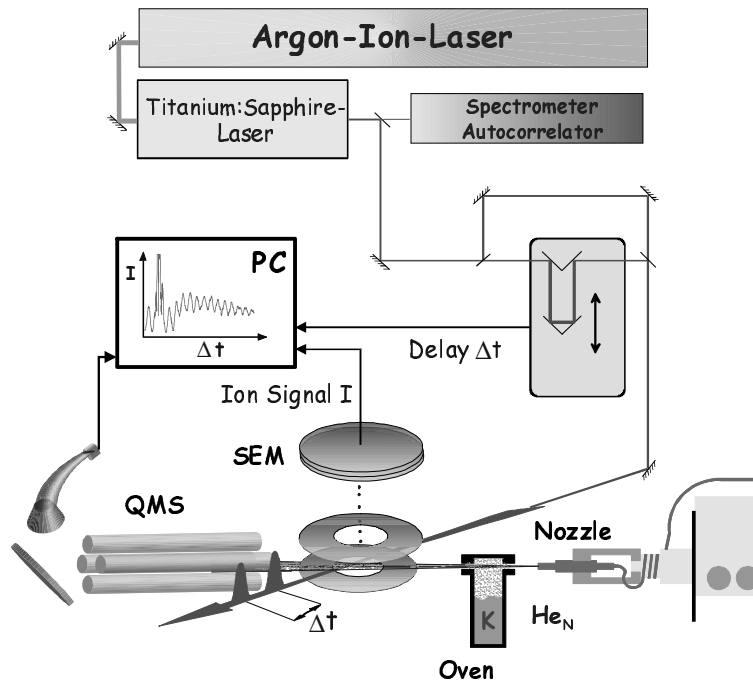 Argon-Ion-Laser
Titanium:Sapphire-
Laser
Spectrometer
Autocorrelator
PC
I
Δt
Delay Δt
Ion Signal I
SEM
QMS
Nozzle
Δt
K
HeN
Oven